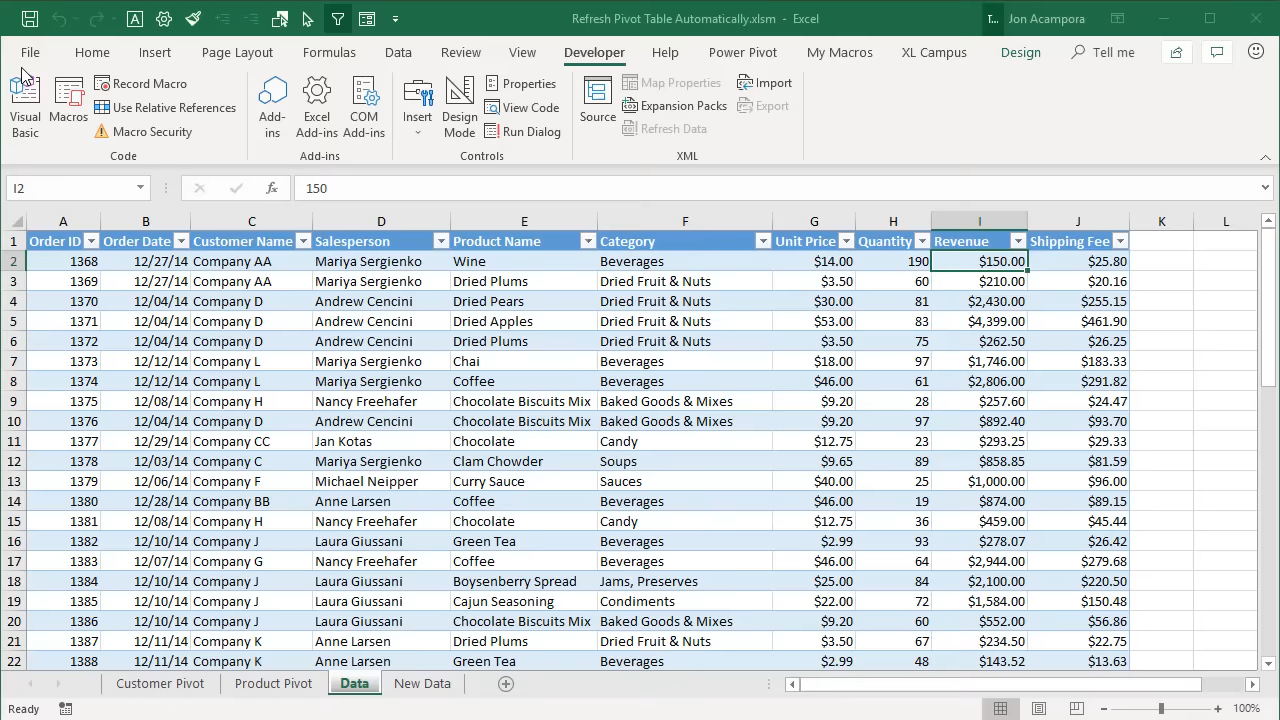 Refresh Pivot Table Automatically.xlsm - Excel T... Jon Acampora
File Home Insert Page Layout Formulas Data Review View Developer Help Power Pivot My Macros XL Campus Design Tell me
Visual Basic
Macros
Record Macro
Use Relative References
Macro Security
Code
Add-ins
Excel Add-ins
COM Add-ins
Add-ins
Insert
Design Mode
Properties
View Code
Run Dialog
Controls
Source
Map Properties
Expansion Packs
Refresh Data
Import
Export
XML
I2 fx 150
A B C D E F G H I J K L
1 Order ID Order Date Customer Name Salesperson Product Name Category Unit Price Quantity Revenue Shipping Fee
2 1368 12/27/14 Company AA Mariya Sergienko Wine Beverages $14.00 190 $150.00 $25.80
3 1369 12/27/14 Company AA Mariya Sergienko Dried Plums Dried Fruit & Nuts $3.50 60 $210.00 $20.16
4 1370 12/04/14 Company D Andrew Cencini Dried Pears Dried Fruit & Nuts $30.00 81 $2,430.00 $255.15
5 1371 12/04/14 Company D Andrew Cencini Dried Apples Dried Fruit & Nuts $53.00 83 $4,399.00 $461.90
6 1372 12/04/14 Company D Andrew Cencini Dried Plums Dried Fruit & Nuts $3.50 75 $262.50 $26.25
7 1373 12/12/14 Company L Mariya Sergienko Chai Beverages $18.00 97 $1,746.00 $183.33
8 1374 12/12/14 Company L Mariya Sergienko Coffee Beverages $46.00 61 $2,806.00 $291.82
9 1375 12/08/14 Company H Nancy Freehafer Chocolate Biscuits Mix Baked Goods & Mixes $9.20 28 $257.60 $24.47
10 1376 12/04/14 Company D Andrew Cencini Chocolate Biscuits Mix Baked Goods & Mixes $9.20 97 $892.40 $93.70
11 1377 12/29/14 Company CC Jan Kotas Chocolate Candy $12.75 23 $293.25 $29.33
12 1378 12/03/14 Company C Mariya Sergienko Clam Chowder Soups $9.65 89 $858.85 $81.59
13 1379 12/06/14 Company F Michael Neipper Curry Sauce Sauces $40.00 25 $1,000.00 $96.00
14 1380 12/28/14 Company BB Anne Larsen Coffee Beverages $46.00 19 $874.00 $89.15
15 1381 12/08/14 Company H Nancy Freehafer Chocolate Candy $12.75 36 $459.00 $45.44
16 1382 12/10/14 Company J Laura Giussani Green Tea Beverages $2.99 93 $278.07 $26.42
17 1383 12/07/14 Company G Nancy Freehafer Coffee Beverages $46.00 64 $2,944.00 $279.68
18 1384 12/10/14 Company J Laura Giussani Boysenberry Spread Jams, Preserves $25.00 84 $2,100.00 $220.50
19 1385 12/10/14 Company J Laura Giussani Cajun Seasoning Condiments $22.00 72 $1,584.00 $150.48
20 1386 12/10/14 Company J Laura Giussani Chocolate Biscuits Mix Baked Goods & Mixes $9.20 60 $552.00 $56.86
21 1387 12/11/14 Company K Anne Larsen Dried Plums Dried Fruit & Nuts $3.50 67 $234.50 $22.75
22 1388 12/11/14 Company K Anne Larsen Green Tea Beverages $2.99 48 $143.52 $13.63
Customer Pivot Product Pivot Data New Data
Ready 100%